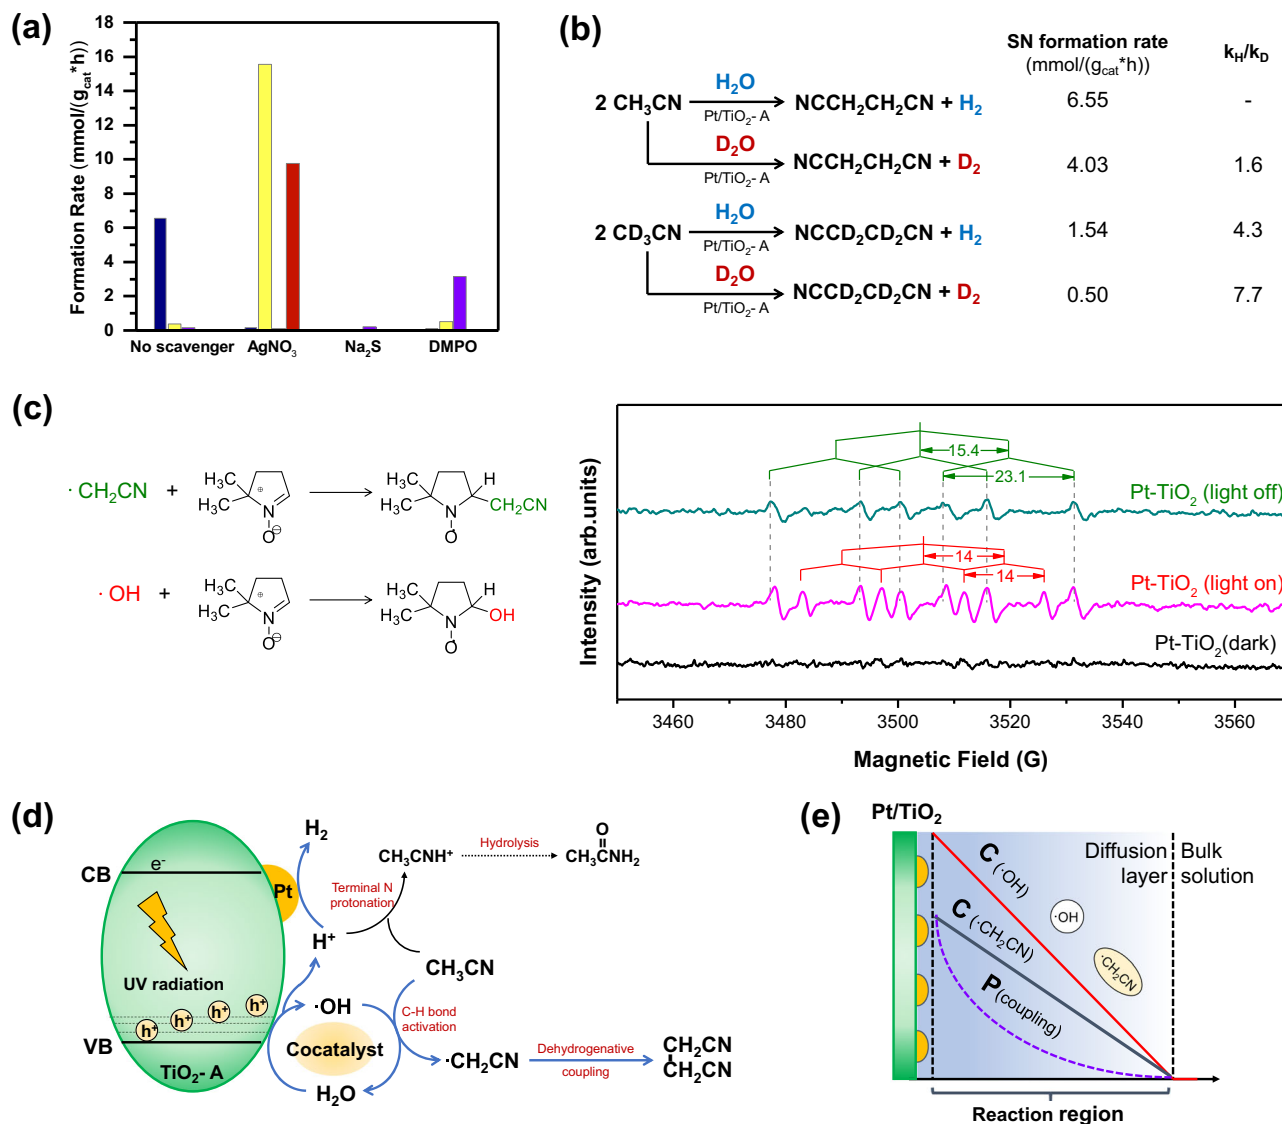 (a)
Formation Rate (mmol/(g_cat*h))
18
16
14
12
10
8
6
4
2
0
No scavenger
AgNO₃
Na₂S
DMPO
(b)
SN formation rate
(mmol/(g_cat*h))
k_H/k_D
2 CH₃CN
H₂O
Pt/TiO₂- A
NCCH₂CH₂CN + H₂
6.55
-
D₂O
Pt/TiO₂- A
NCCH₂CH₂CN + D₂
4.03
1.6
2 CD₃CN
H₂O
Pt/TiO₂- A
NCCD₂CD₂CN + H₂
1.54
4.3
D₂O
Pt/TiO₂- A
NCCD₂CD₂CN + D₂
0.50
7.7
(c)
· CH₂CN +
H₃C
H₃C
N
O
⊕
⊖
H₃C
H₃C
N
O
H
CH₂CN
· OH +
H₃C
H₃C
N
O
⊕
⊖
H₃C
H₃C
N
O
H
OH
Intensity (arb.units)
15.4
23.1
Pt-TiO₂ (light off)
14
14
Pt-TiO₂ (light on)
Pt-TiO₂(dark)
3460
3480
3500
3520
3540
3560
Magnetic Field (G)
(d)
CB
e⁻
Pt
UV radiation
h⁺
h⁺
h⁺
h⁺
VB
TiO₂- A
H₂
H⁺
CH₃CNH⁺
Hydrolysis
O
CH₃CNH₂
Terminal N
protonation
CH₃CN
·OH
C-H bond
activation
Cocatalyst
H₂O
·CH₂CN
Dehydrogenative
coupling
CH₂CN
CH₂CN
(e)
Pt/TiO₂
Diffusion
layer
Bulk
solution
C(·OH)
C(·CH₂CN)
P(coupling)
·OH
·CH₂CN
Reaction region